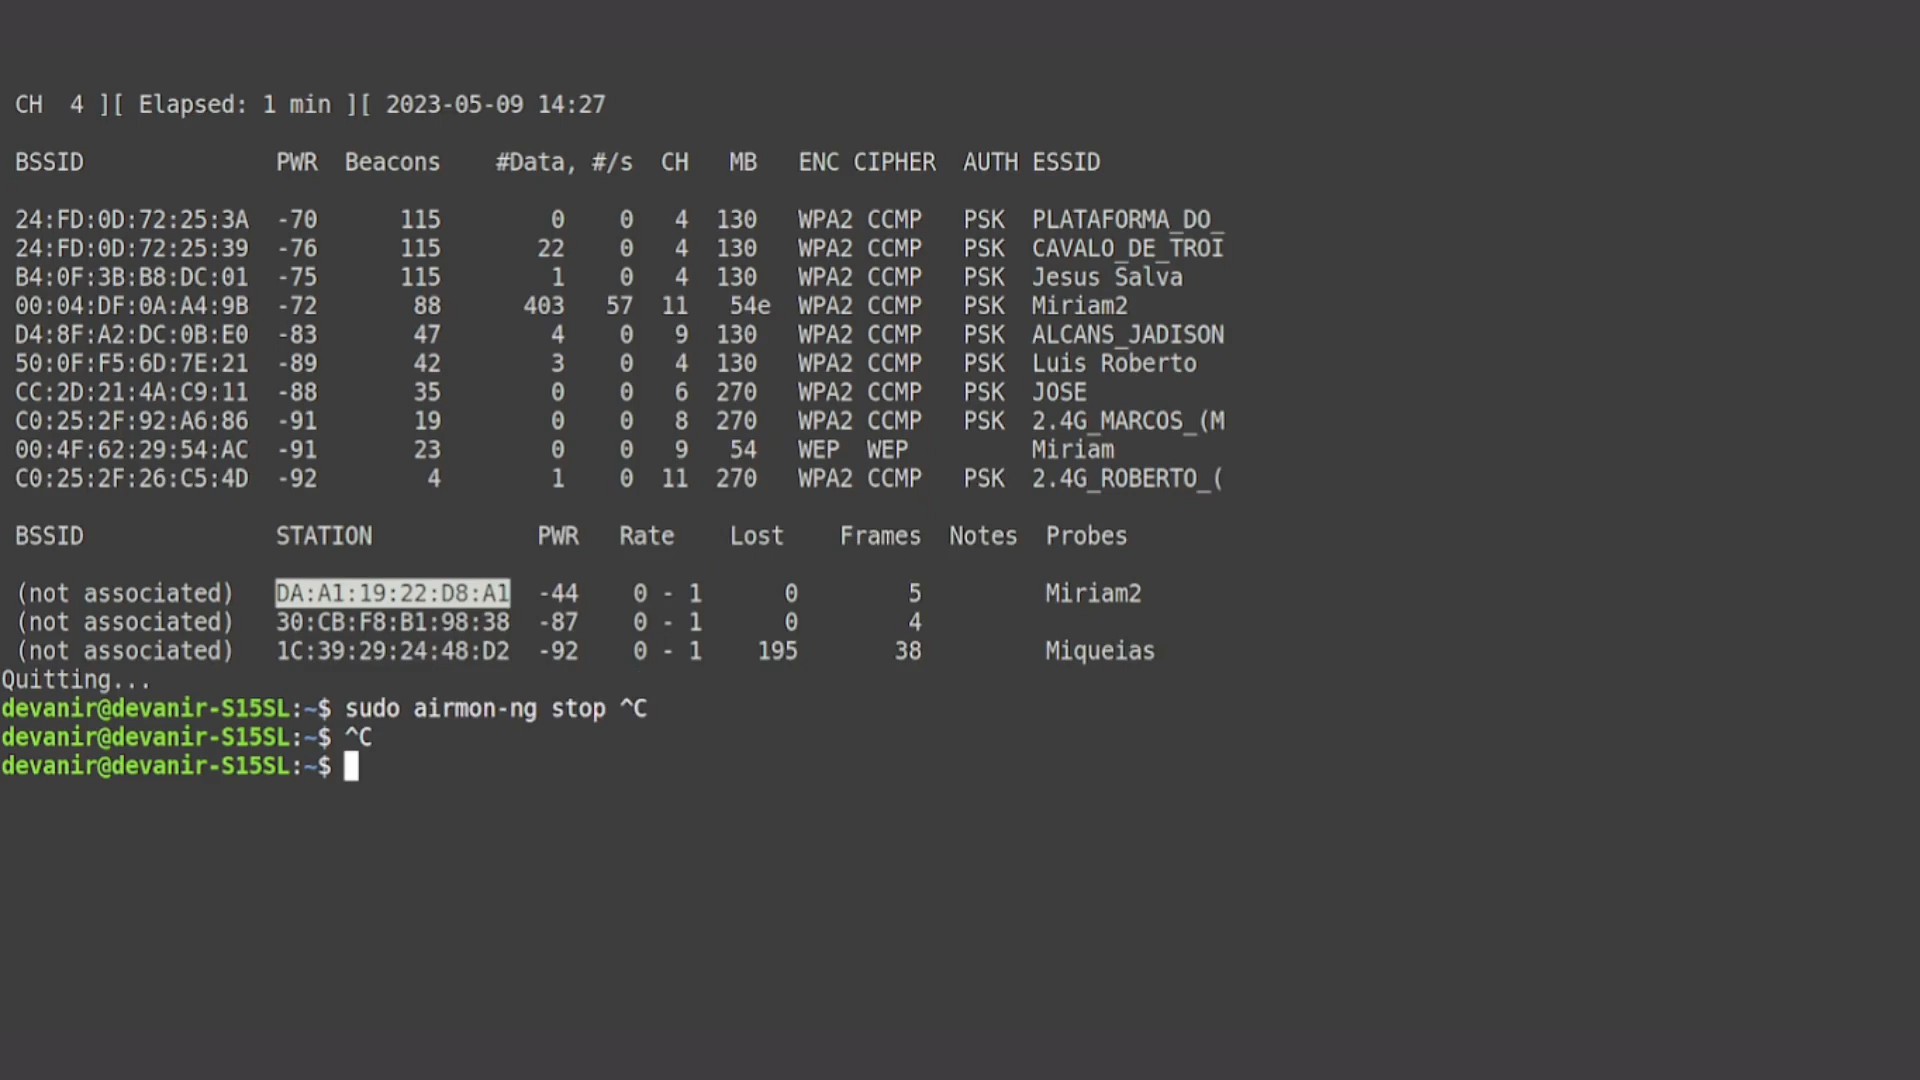 CH  4 ][ Elapsed: 1 min ][ 2023-05-09 14:27
BSSID              PWR  Beacons    #Data, #/s  CH   MB   ENC CIPHER  AUTH ESSID
24:FD:0D:72:25:3A  -70      115        0    0   4  130   WPA2 CCMP   PSK  PLATAFORMA_DO_
24:FD:0D:72:25:39  -76      115       22    0   4  130   WPA2 CCMP   PSK  CAVALO_DE_TROI
B4:0F:3B:B8:DC:01  -75      115        1    0   4  130   WPA2 CCMP   PSK  Jesus Salva
00:04:DF:0A:A4:9B  -72       88      403   57  11   54e  WPA2 CCMP   PSK  Miriam2
D4:8F:A2:DC:0B:E0  -83       47        4    0   9  130   WPA2 CCMP   PSK  ALCANS_JADISON
50:0F:F5:6D:7E:21  -89       42        3    0   4  130   WPA2 CCMP   PSK  Luis Roberto
CC:2D:21:4A:C9:11  -88       35        0    0   6  270   WPA2 CCMP   PSK  JOSE
C0:25:2F:92:A6:86  -91       19        0    0   8  270   WPA2 CCMP   PSK  2.4G_MARCOS_(M
00:4F:62:29:54:AC  -91       23        0    0   9   54   WEP  WEP         Miriam
C0:25:2F:26:C5:4D  -92        4        1    0  11  270   WPA2 CCMP   PSK  2.4G_ROBERTO_(
BSSID              STATION            PWR   Rate    Lost    Frames  Notes  Probes
(not associated)   DA:A1:19:22:D8:A1  -44    0 - 1      0        5         Miriam2
(not associated)   30:CB:F8:B1:98:38  -87    0 - 1      0        4
(not associated)   1C:39:29:24:48:D2  -92    0 - 1    195       38         Miqueias
Quitting...
devanir@devanir-S15SL:~$ sudo airmon-ng stop ^C
devanir@devanir-S15SL:~$ ^C
devanir@devanir-S15SL:~$